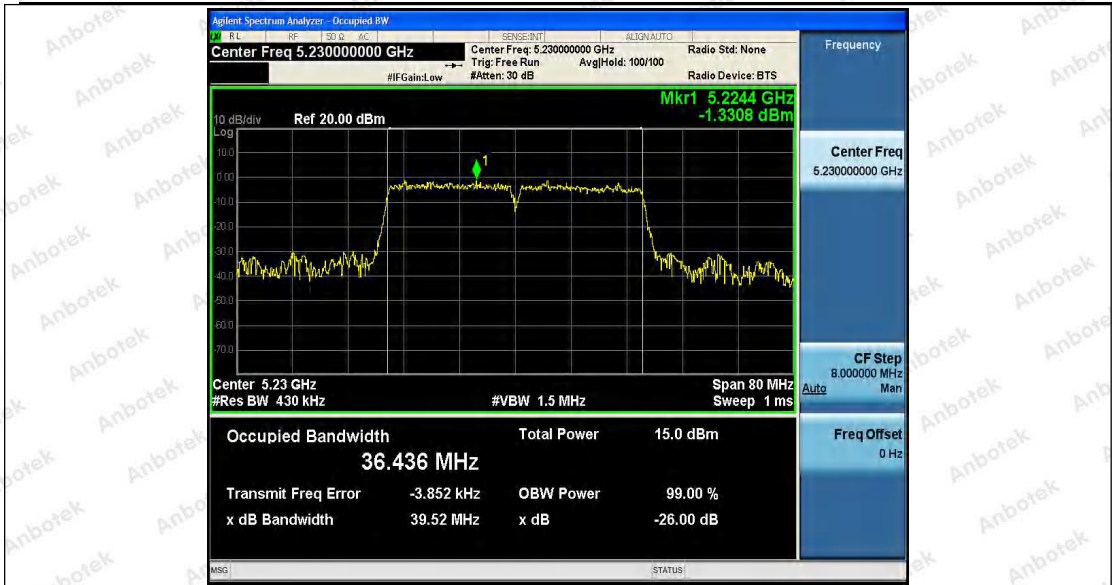 Agilent Spectrum Analyzer - Occupied BW
LXI RL RF 50 Ω AC SENSE:INT ALIGNAUTO
Center Freq 5.230000000 GHz
Center Freq: 5.230000000 GHz
Radio Std: None
Trig: Free Run Avg|Hold: 100/100
#IFGain:Low
#Atten: 30 dB
Radio Device: BTS
Mkr1 5.2244 GHz
-1.3308 dBm
10 dB/div Ref 20.00 dBm
Log
10.0
0.00
-10.0
-20.0
-30.0
-40.0
-50.0
-60.0
-70.0
1
Center 5.23 GHz Span 80 MHz
#Res BW 430 kHz #VBW 1.5 MHz Sweep 1 ms
Occupied Bandwidth Total Power 15.0 dBm
36.436 MHz
Transmit Freq Error -3.852 kHz OBW Power 99.00 %
x dB Bandwidth 39.52 MHz x dB -26.00 dB
MSG STATUS
Frequency
Center Freq
5.230000000 GHz
CF Step
8.000000 MHz
Auto Man
Freq Offset
0 Hz
Anbotek